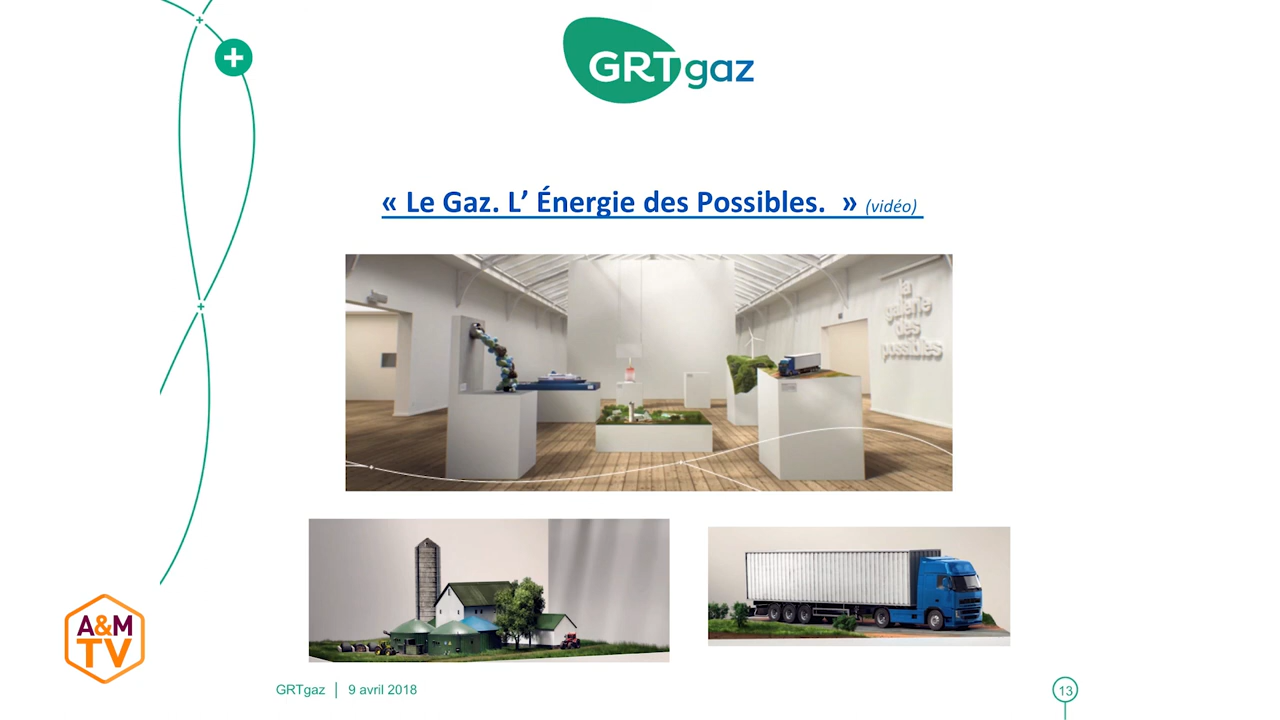 GRTgaz
« Le Gaz. L’ Énergie des Possibles.  » (vidéo)
la
galerie
des
possibles
A&M
TV
GRTgaz | 9 avril 2018
13